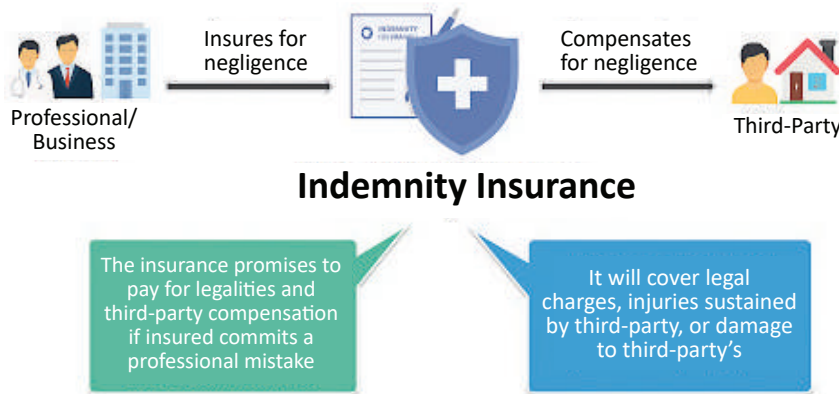 Insures for
negligence
INDEMNITY
Compensates
for negligence
Professional/
Business
Third-Party
Indemnity Insurance
The insurance promises to
pay for legalities and
third-party compensation
if insured commits a
professional mistake
It will cover legal
charges, injuries sustained
by third-party, or damage
to third-party's